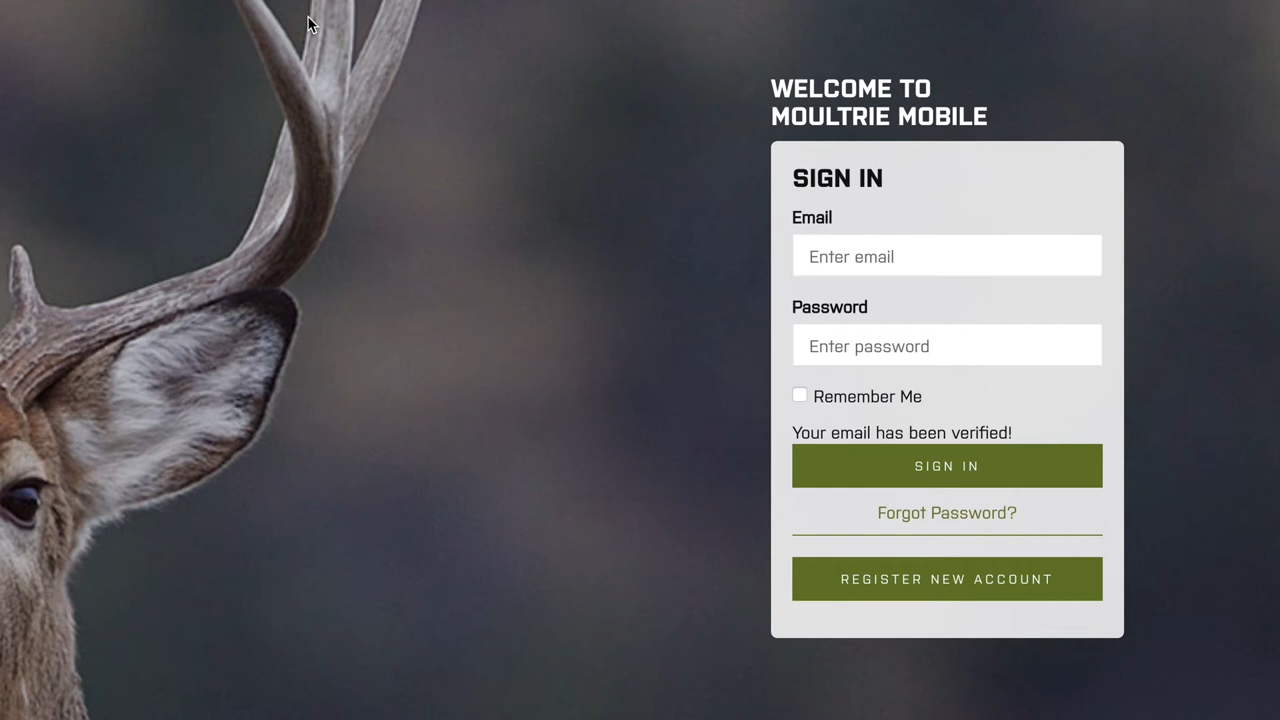 WELCOME TO
MOULTRIE MOBILE
SIGN IN
Email
Enter email
Password
Enter password
Remember Me
Your email has been verified!
SIGN IN
Forgot Password?
REGISTER NEW ACCOUNT